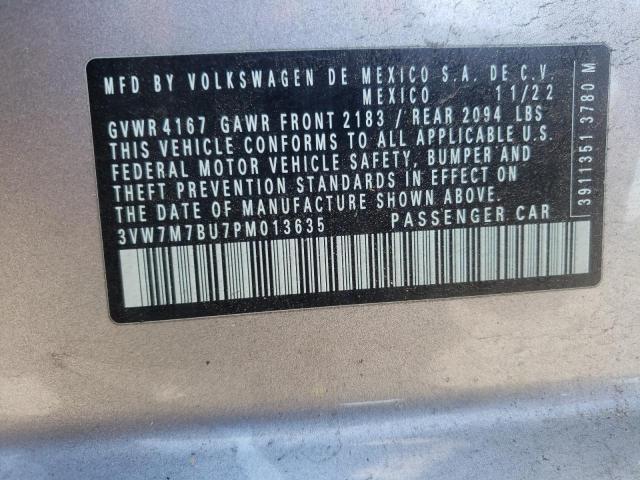 MFD BY VOLKSWAGEN DE MEXICO S.A. DE C.V.
MEXICO 11/22
GVWR 4167 GAWR FRONT 2183 / REAR 2094 LBS
THIS VEHICLE CONFORMS TO ALL APPLICABLE U.S.
FEDERAL MOTOR VEHICLE SAFETY, BUMPER AND
THEFT PREVENTION STANDARDS IN EFFECT ON
THE DATE OF MANUFACTURE SHOWN ABOVE.
3VW7M7BU7PM013635 PASSENGER CAR
3911351 3780 M